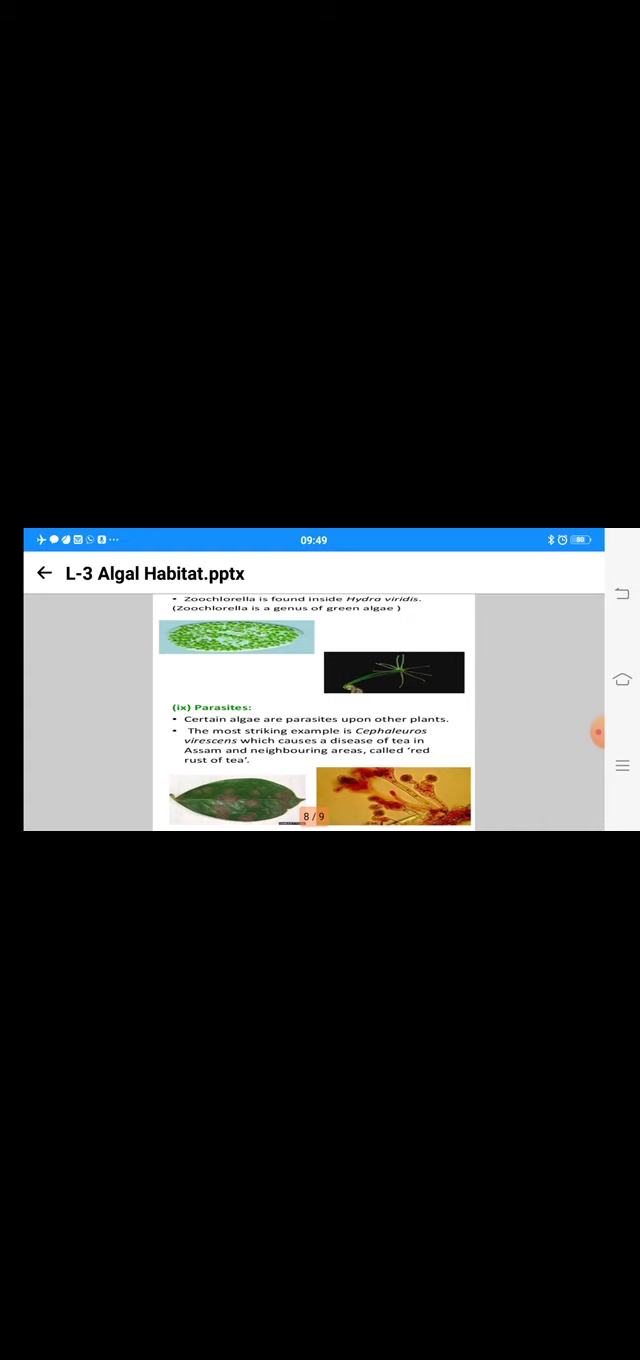 09:49
80
L-3 Algal Habitat.pptx
• Zoochlorella is found inside Hydra viridis.
(Zoochlorella is a genus of green algae )
(ix) Parasites:
• Certain algae are parasites upon other plants.
• The most striking example is Cephaleuros
virescens which causes a disease of tea in
Assam and neighbouring areas, called ‘red
rust of tea’.
8 / 9